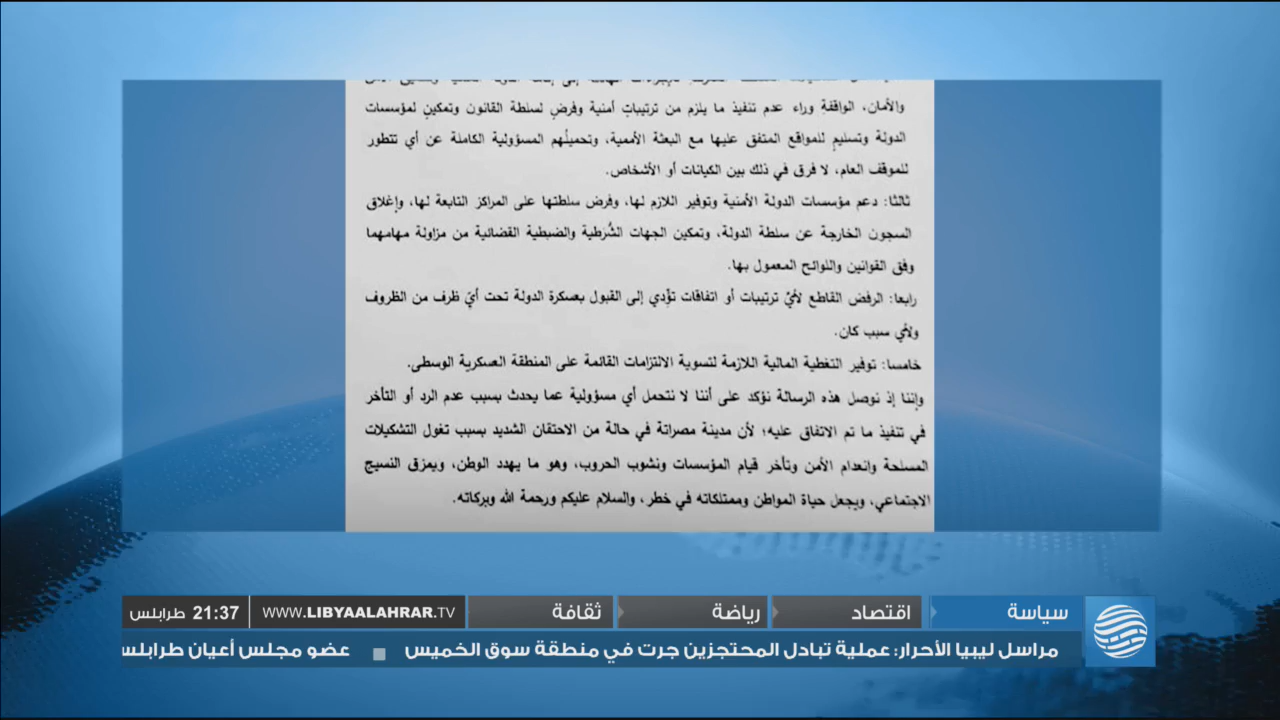 والأمان، الواقفة وراء عدم تنفيذ ما يلزم من ترتيبات أمنية وفرض لسلطة القانون وتمكين لمؤسسات
الدولة وتسليم للمواقع المتفق عليها مع البعثة الأممية، وتحميلُهم المسؤولية الكاملة عن أي تتطور
للموقف العام، لا فرق في ذلك بين الكيانات أو الأشخاص.
ثالثا: دعم مؤسسات الدولة الأمنية وتوفير اللازم لها، وفرض سلطتها على المراكز التابعة لها، وإغلاق
السجون الخارجة عن سلطة الدولة، وتمكين الجهات الشُّرطية والضبطية القضائية من مزاولة مهامهما
وفق القوانين واللوائح المعمول بها.
رابعا: الرفض القاطع لأيِّ ترتيبات أو اتفاقات تؤدِي إلى القبول بعسكرة الدولة تحت أيّ ظرف من الظروف
ولأي سبب كان.
خامسا: توفير التغطية المالية اللازمة لتسوية الالتزامات القائمة على المنطقة العسكرية الوسطى.
وإننا إذ نوصل هذه الرسالة نؤكد على أننا لا نتحمل أي مسؤولية عما يحدث بسبب عدم الرد أو التأخر
في تنفيذ ما تم الاتفاق عليه؛ لأن مدينة مصراتة في حالة من الاحتقان الشديد بسبب تغول التشكيلات
المسلحة وانعدام الأمن وتأخر قيام المؤسسات ونشوب الحروب، وهو ما يهدد الوطن، ويمزق النسيج
الاجتماعي، ويجعل حياة المواطن وممتلكاته في خطر، والسلام عليكم ورحمة الله وبركاته.
سياسة اقتصاد رياضة ثقافة WWW.LIBYAALAHRAR.TV 21:37 طرابلس
مراسل ليبيا الأحرار: عملية تبادل المحتجزين جرت في منطقة سوق الخميس ■ عضو مجلس أعيان طرابلس